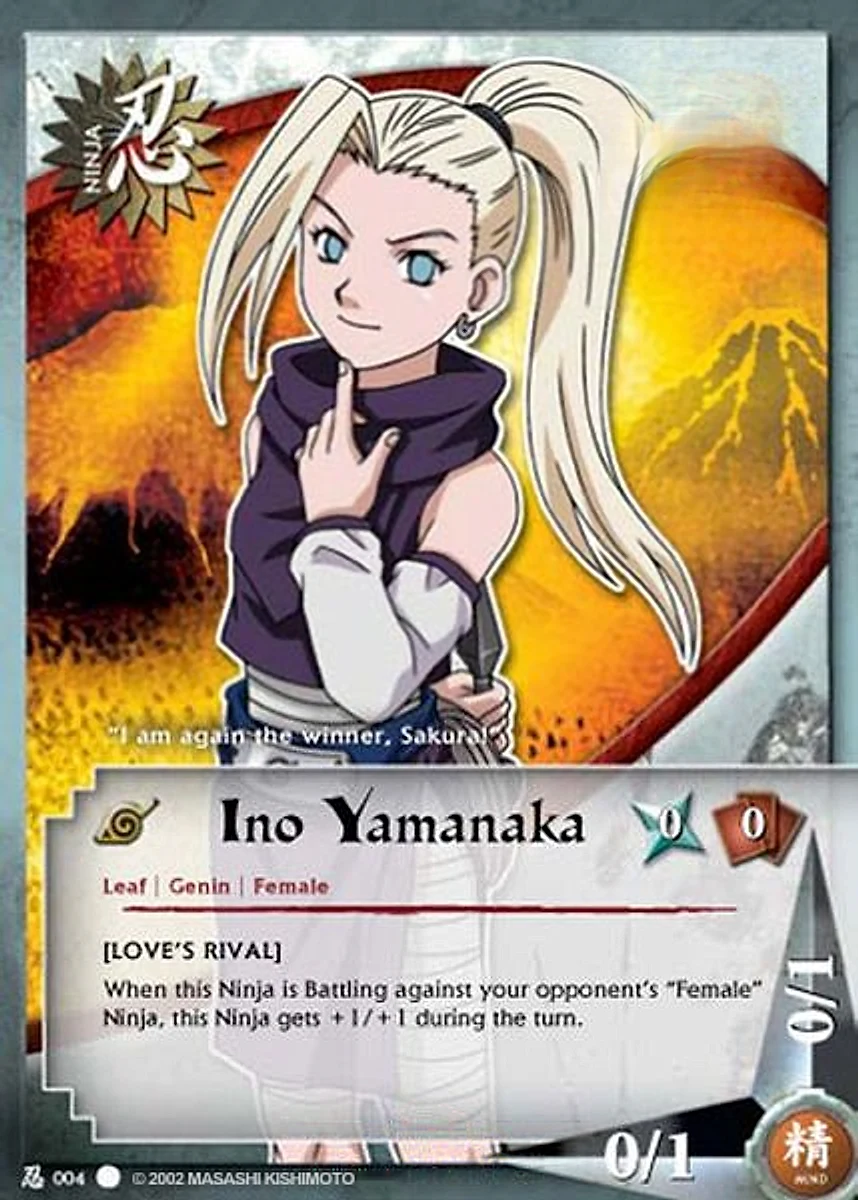 忍
NINJA
"I am again the winner, Sakura!"
Ino Yamanaka 0 0
Leaf | Genin | Female
[LOVE'S RIVAL]
When this Ninja is Battling against your opponent's "Female"
Ninja, this Ninja gets +1/+1 during the turn.
0/1
0/1
精
MIND
忍 004 © 2002 MASASHI KISHIMOTO